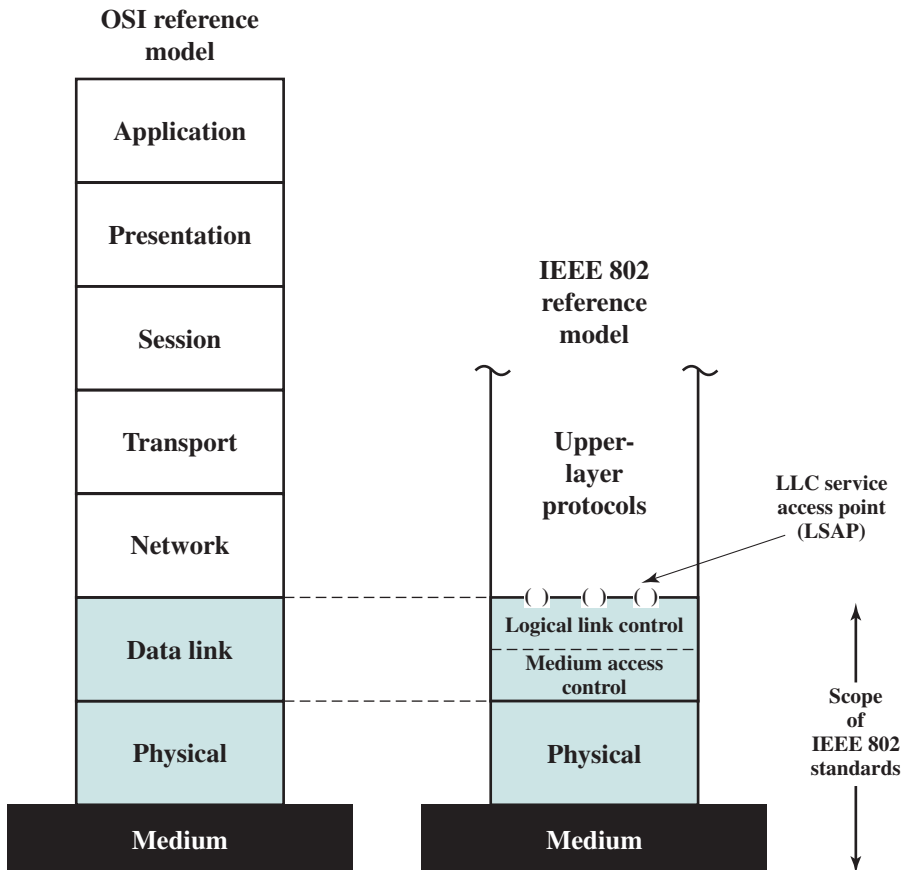 OSI reference
model
Application
Presentation
Session
Transport
Network
Data link
Physical
Medium
IEEE 802
reference
model
Upper-
layer
protocols
LLC service
access point
(LSAP)
( ) ( ) ( )
Logical link control
Medium access
control
Physical
Medium
Scope
of
IEEE 802
standards